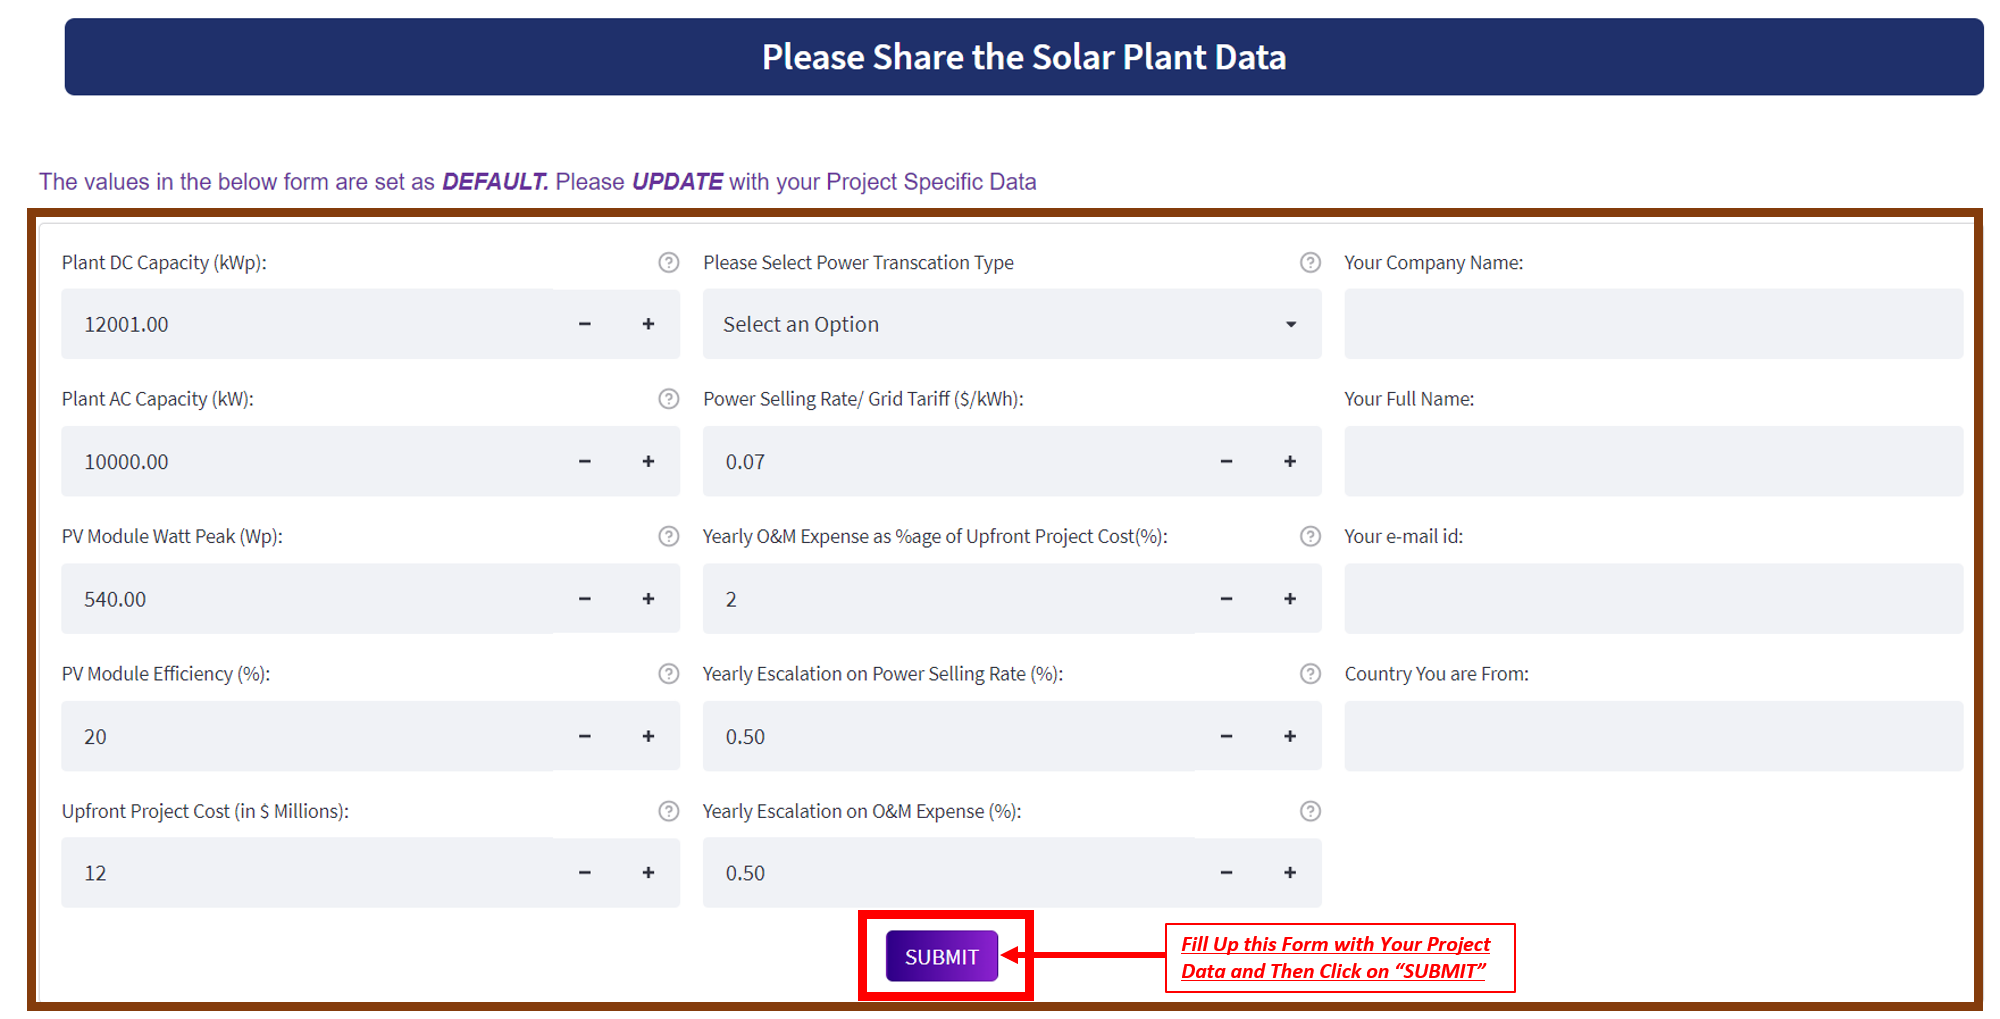 Please Share the Solar Plant Data
The values in the below form are set as DEFAULT. Please UPDATE with your Project Specific Data
Plant DC Capacity (kWp):
12001.00
Plant AC Capacity (kW):
10000.00
PV Module Watt Peak (Wp):
540.00
PV Module Efficiency (%):
20
Upfront Project Cost (in $ Millions):
12
Please Select Power Transcation Type
Select an Option
Power Selling Rate/ Grid Tariff ($/kWh):
0.07
Yearly O&M Expense as %age of Upfront Project Cost(%):
2
Yearly Escalation on Power Selling Rate (%):
0.50
Yearly Escalation on O&M Expense (%):
0.50
Your Company Name:
Your Full Name:
Your e-mail id:
Country You are From:
SUBMIT
Fill Up this Form with Your Project
Data and Then Click on “SUBMIT”